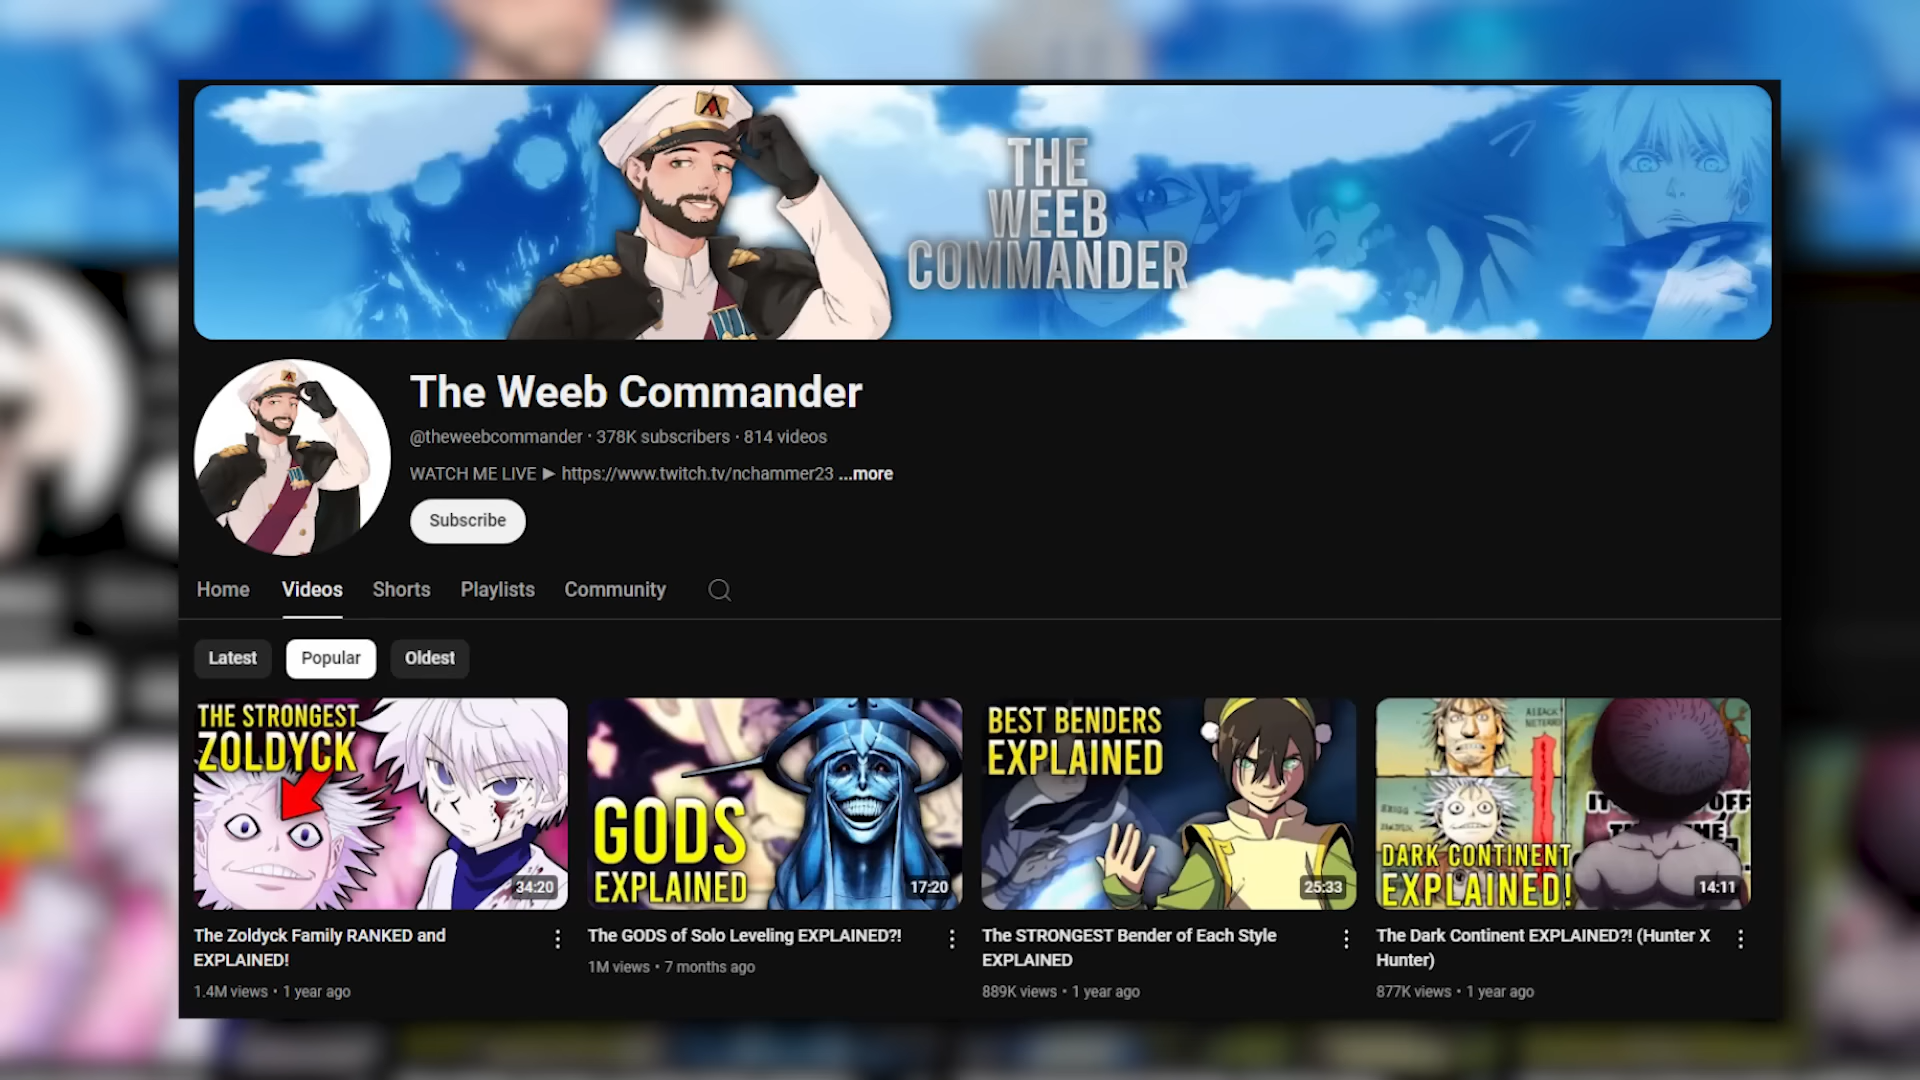 THE
WEEB
COMMANDER
The Weeb Commander
@theweebcommander · 378K subscribers · 814 videos
WATCH ME LIVE ► https://www.twitch.tv/nchammer23 ...more
Subscribe
Home Videos Shorts Playlists Community
Latest Popular Oldest
THE STRONGEST
ZOLDYCK
34:20
GODS
EXPLAINED
17:20
BEST BENDERS
EXPLAINED
25:33
DARK CONTINENT
EXPLAINED!
14:11
The Zoldyck Family RANKED and
EXPLAINED!
1.4M views · 1 year ago
The GODS of Solo Leveling EXPLAINED?!
1M views · 7 months ago
The STRONGEST Bender of Each Style
EXPLAINED
889K views · 1 year ago
The Dark Continent EXPLAINED?! (Hunter X
Hunter)
877K views · 1 year ago